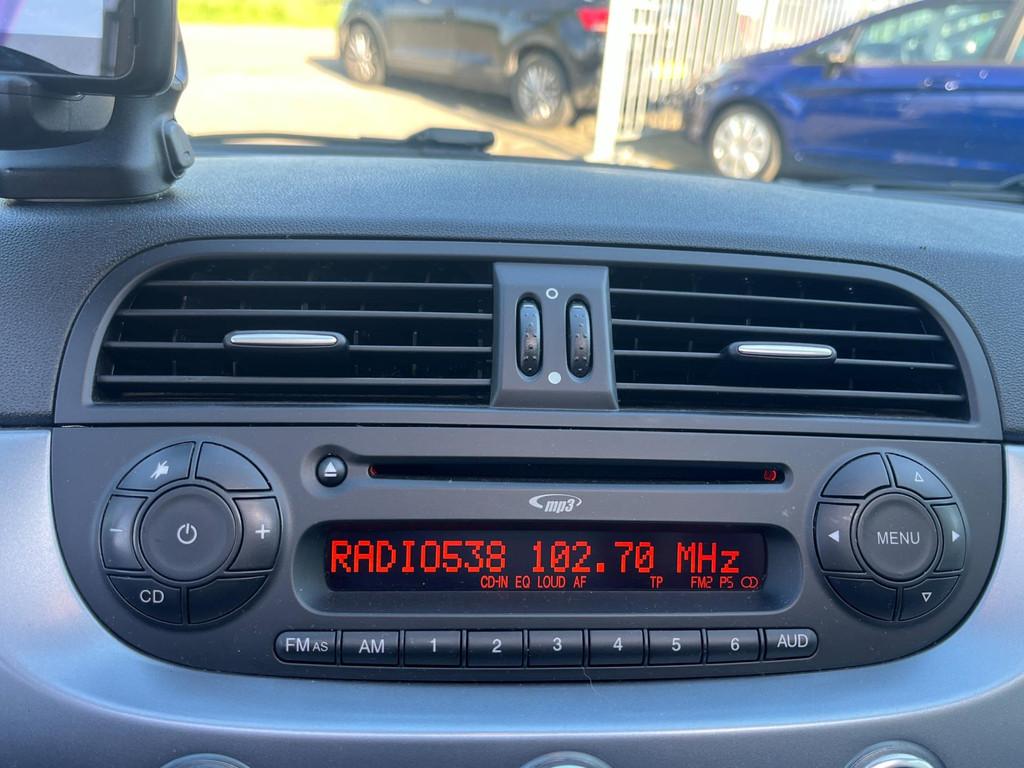 mp3
RADIO538 102.70 MHz
CD-IN EQ LOUD AF TP FM2 P5
MENU
CD
FM AS AM 1 2 3 4 5 6 AUD